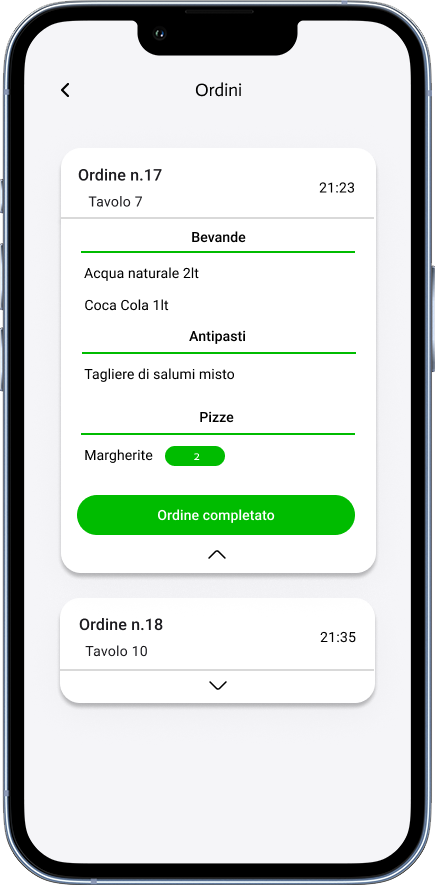 Ordini
Ordine n.17
Tavolo 7
21:23
Bevande
Acqua naturale 2lt
Coca Cola 1lt
Antipasti
Tagliere di salumi misto
Pizze
Margherite 2
Ordine completato
Ordine n.18
Tavolo 10
21:35